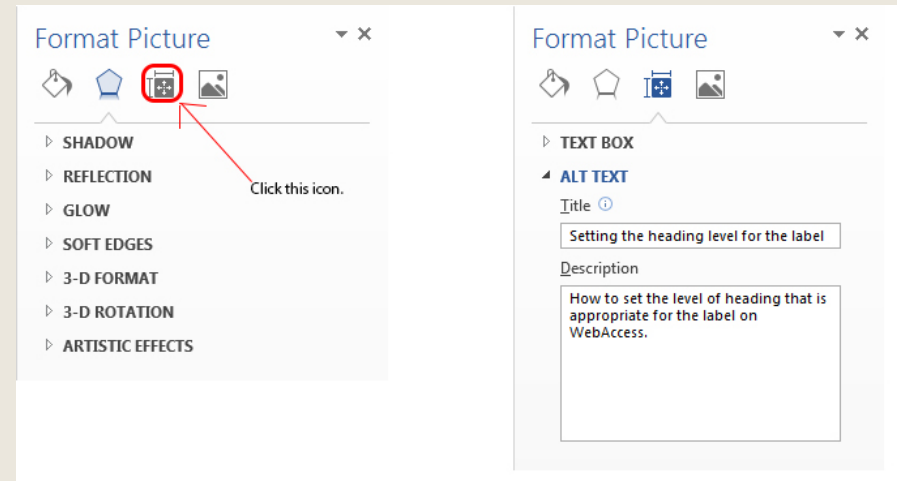 Format Picture
SHADOW
REFLECTION
GLOW
SOFT EDGES
3-D FORMAT
3-D ROTATION
ARTISTIC EFFECTS
Click this icon.
Format Picture
TEXT BOX
ALT TEXT
Title
Setting the heading level for the label
Description
How to set the level of heading that is
appropriate for the label on
WebAccess.